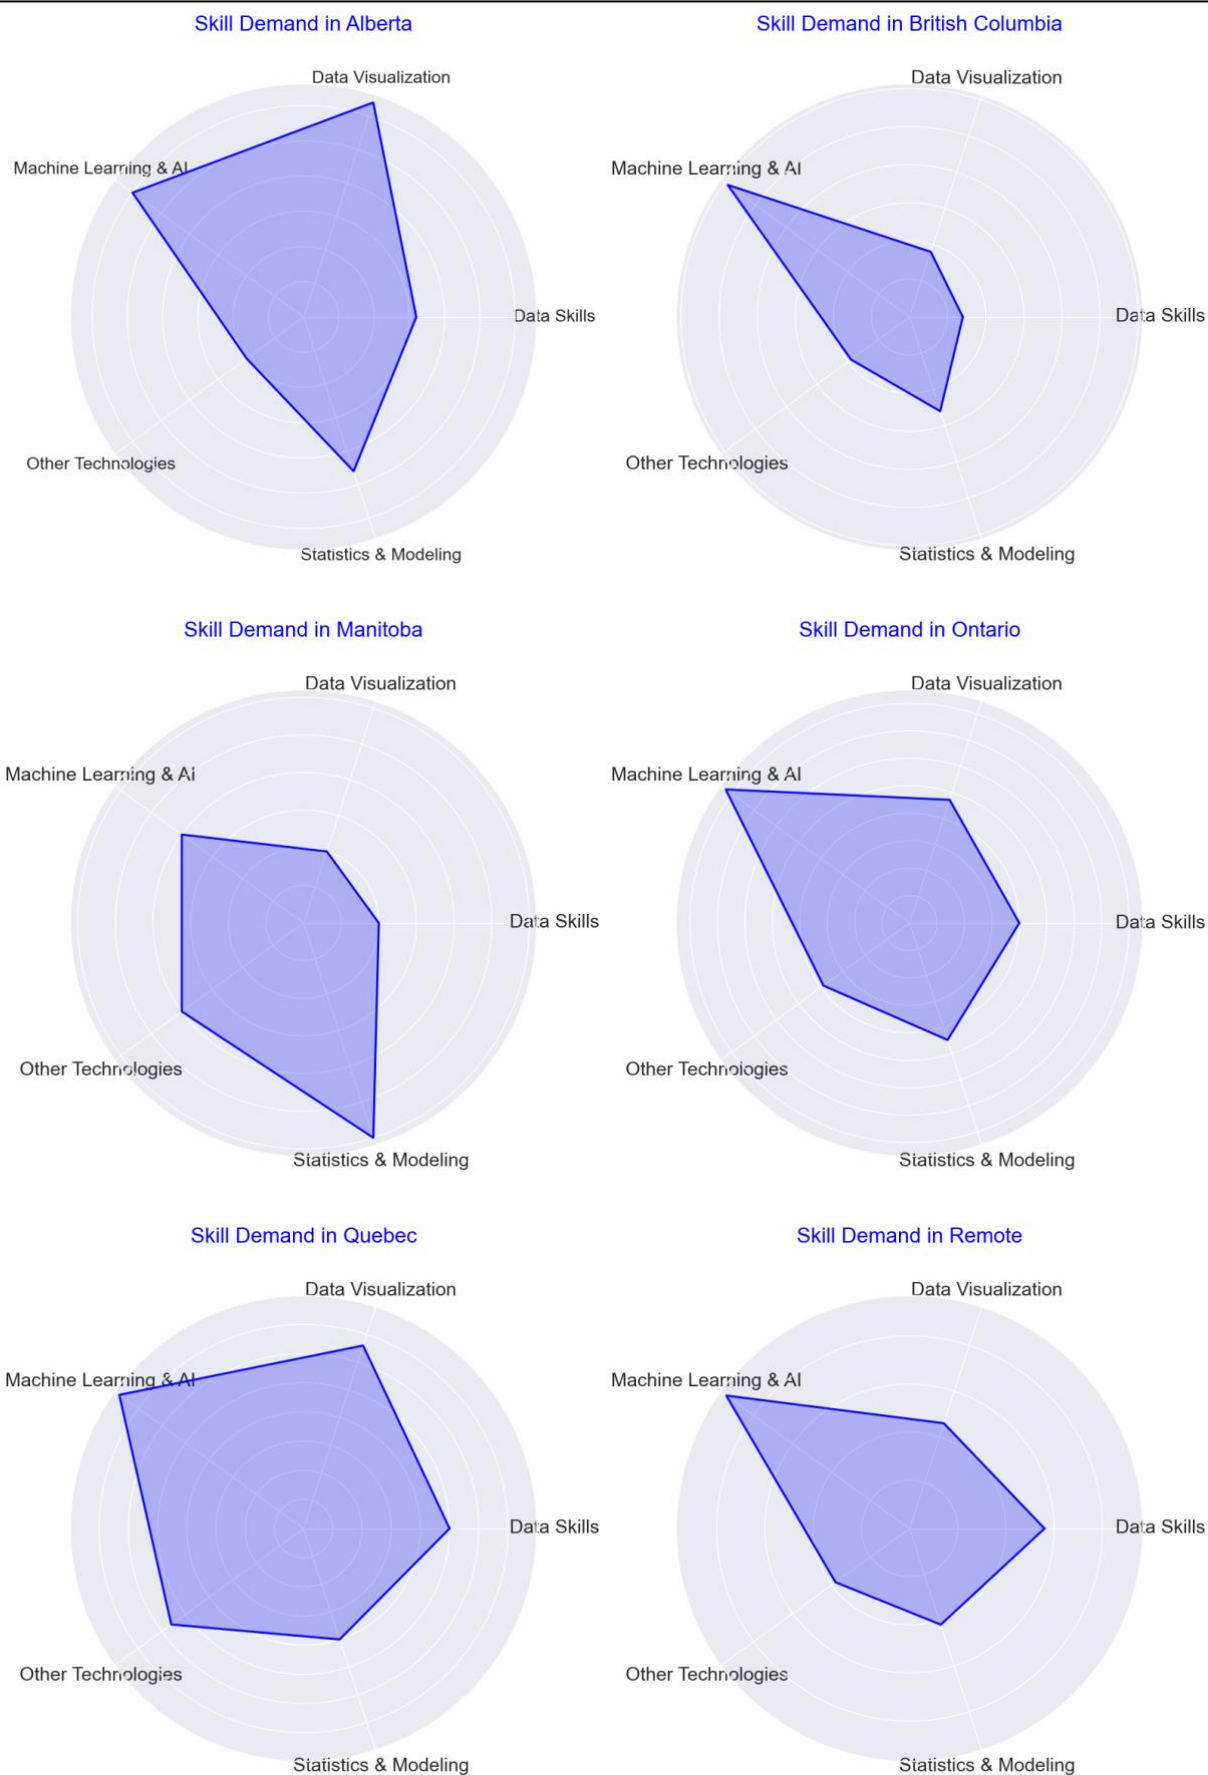 Skill Demand in Alberta
Data Visualization
Machine Learning & AI
Data Skills
Other Technologies
Statistics & Modeling
Skill Demand in British Columbia
Data Visualization
Machine Learning & AI
Data Skills
Other Technologies
Statistics & Modeling
Skill Demand in Manitoba
Data Visualization
Machine Learning & AI
Data Skills
Other Technologies
Statistics & Modeling
Skill Demand in Ontario
Data Visualization
Machine Learning & AI
Data Skills
Other Technologies
Statistics & Modeling
Skill Demand in Quebec
Data Visualization
Machine Learning & AI
Data Skills
Other Technologies
Statistics & Modeling
Skill Demand in Remote
Data Visualization
Machine Learning & AI
Data Skills
Other Technologies
Statistics & Modeling